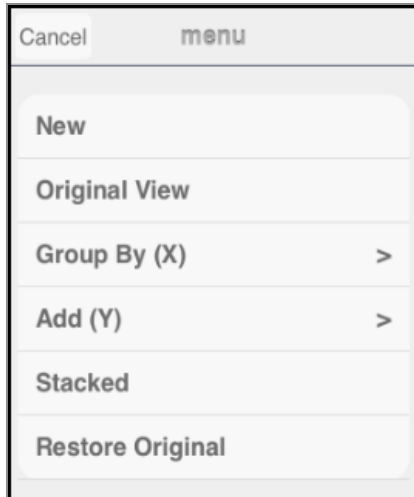 Cancel menu
New
Original View
Group By (X) >
Add (Y) >
Stacked
Restore Original